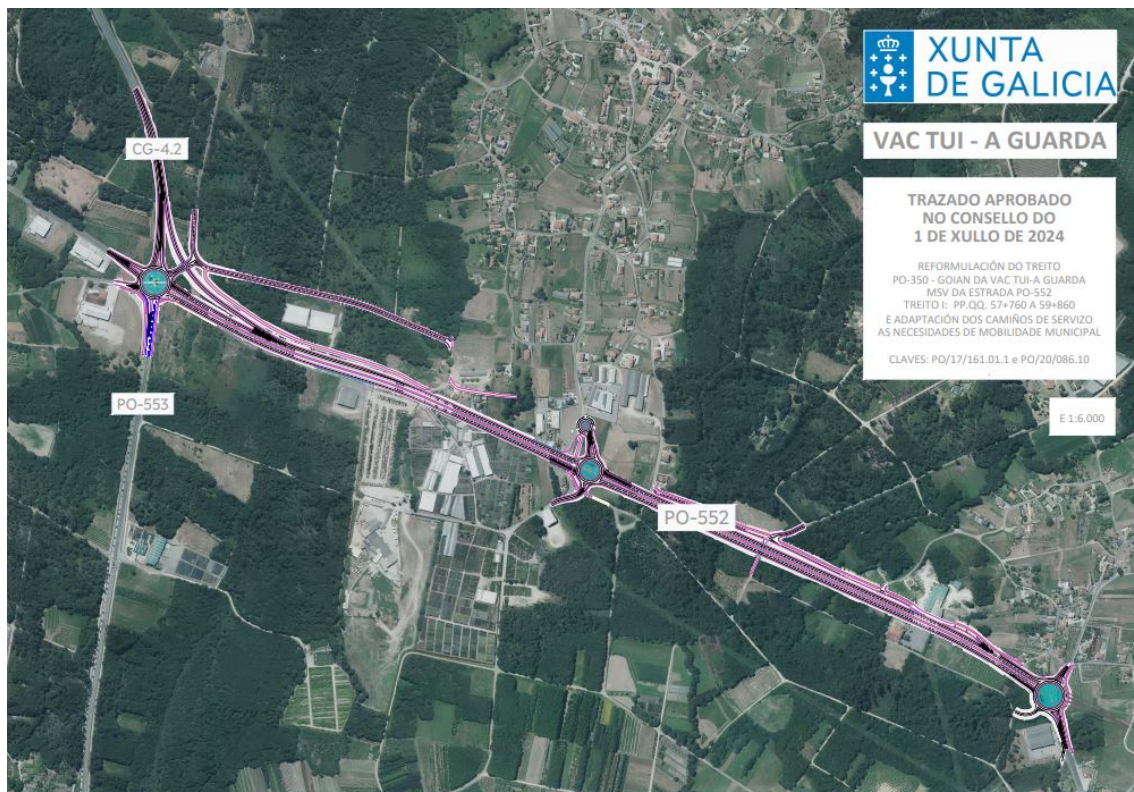 XUNTA
DE GALICIA
VAC TUI - A GUARDA
TRAZADO APROBADO
NO CONSELLO DO
1 DE XULLO DE 2024
REFORMULACIÓN DO TREITO
PO-350 - GOIAN DA VAC TUI-A GUARDA
MSV DA ESTRADA PO-552
TREITO I: PP.QQ. 57+760 A 59+860
E ADAPTACIÓN DOS CAMIÑOS DE SERVIZO
AS NECESIDADES DE MOBILIDADE MUNICIPAL
CLAVES: PO/17/161.01.1 e PO/20/086.10
.
E 1:6.000
CG-4.2
PO-553
PO-552